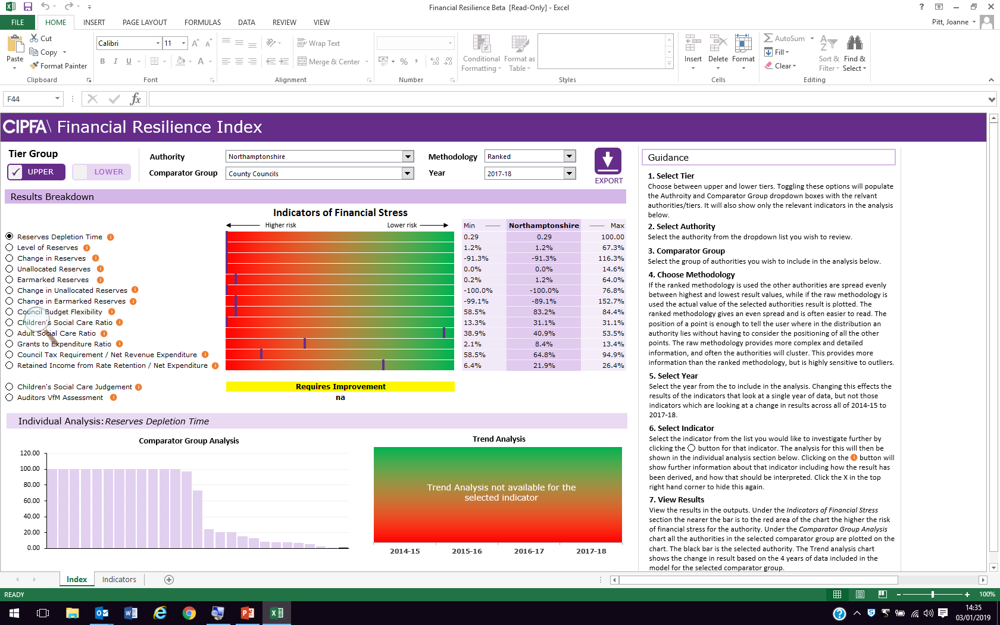 Financial Resilience Beta [Read-Only] - Excel
?
FILE HOME INSERT PAGE LAYOUT FORMULAS DATA REVIEW VIEW
Pitt, Joanne
Paste
Cut
Copy
Format Painter
Clipboard
Calibri 11
B I U
Font
Wrap Text
Merge & Center
Alignment
%
Number
Conditional Formatting
Format as Table
Styles
Insert Delete Format
Cells
AutoSum
Fill
Clear
Sort & Filter
Find & Select
Editing
F44
fx
CIPFA\ Financial Resilience Index
Tier Group
UPPER LOWER
Authority Northamptonshire
Comparator Group County Councils
Methodology Ranked
Year 2017-18
EXPORT
Results Breakdown
Indicators of Financial Stress
Higher risk Lower risk
Min Northamptonshire Max
Reserves Depletion Time 0.29 0.29 100.00
Level of Reserves 1.2% 1.2% 67.3%
Change in Reserves -91.3% -91.3% 116.3%
Unallocated Reserves 0.0% 0.0% 14.6%
Earmarked Reserves 0.2% 1.2% 64.0%
Change in Unallocated Reserves -100.0% -100.0% 76.8%
Change in Earmarked Reserves -99.1% -89.1% 152.7%
Council Budget Flexibility 58.5% 83.2% 84.4%
Children's Social Care Ratio 13.3% 31.1% 31.1%
Adult Social Care Ratio 38.9% 40.9% 53.5%
Grants to Expenditure Ratio 2.1% 8.4% 13.4%
Council Tax Requirement / Net Revenue Expenditure 58.5% 64.8% 94.9%
Retained Income from Rate Retention / Net Expenditure 6.4% 21.9% 26.4%
Children's Social Care Judgement Requires Improvement
Auditors VfM Assessment na
Individual Analysis: Reserves Depletion Time
Comparator Group Analysis
120.00
100.00
80.00
60.00
40.00
20.00
0.00
Trend Analysis
Trend Analysis not available for the
selected indicator
2014-15 2015-16 2016-17 2017-18
Guidance
1. Select Tier
Choose between upper and lower tiers. Toggling these options will populate
the Authroity and Comparator Group dropdown boxes with the relvant
authorities/tiers. It will also show only the relevant indicators in the analysis
below.
2. Select Authority
Select the authority from the dropdown list you wish to review.
3. Comparator Group
Select the group of authorities you wish to include in the analysis below.
4. Choose Methodology
If the ranked methodology is used the other authorities are spread evenly
between highest and lowest result values, while if the raw methodology is
used the actual value of the selected authorities result is plotted. The
ranked methodology gives an even spread and is often easier to read. The
position of a point is enough to tell the user where in the distribution an
authority lies without having to consider the positioning of all the other
points. The raw methodology provides more complex and detailed
information, and often the authorities will cluster. This provides more
information than the ranked methodology, but is highly sensitive to outliers.
5. Select Year
Select the year from the to include in the analysis. Changing this effects the
results of the indicators that look at a single year of data, but not those
indicators which are looking at a change in results across all of 2014-15 to
2017-18.
6. Select Indicator
Select the indicator from the list you would like to investigate further by
clicking the button for that indicator. The analysis for this will then be
shown in the individual analysis section below. Clicking on the button will
show further information about that indicator including how the result has
been derived, and how that should be interpreted. Click the X in the top
right hand corner to hide this again.
7. View Results
View the results in the outputs. Under the Indicators of Financial Stress
section the nearer the bar is to the red area of the chart the higher the risk
of financial stress for the authority. Under the Comparator Group Analysis
chart all the authorities in the selected comparator group are plotted on the
chart. The black bar is the selected authority. The Trend analysis chart
shows the change in result based on the 4 years of data included in the
model for the selected comparator group.
Index Indicators
READY
100%
14:35
03/01/2019